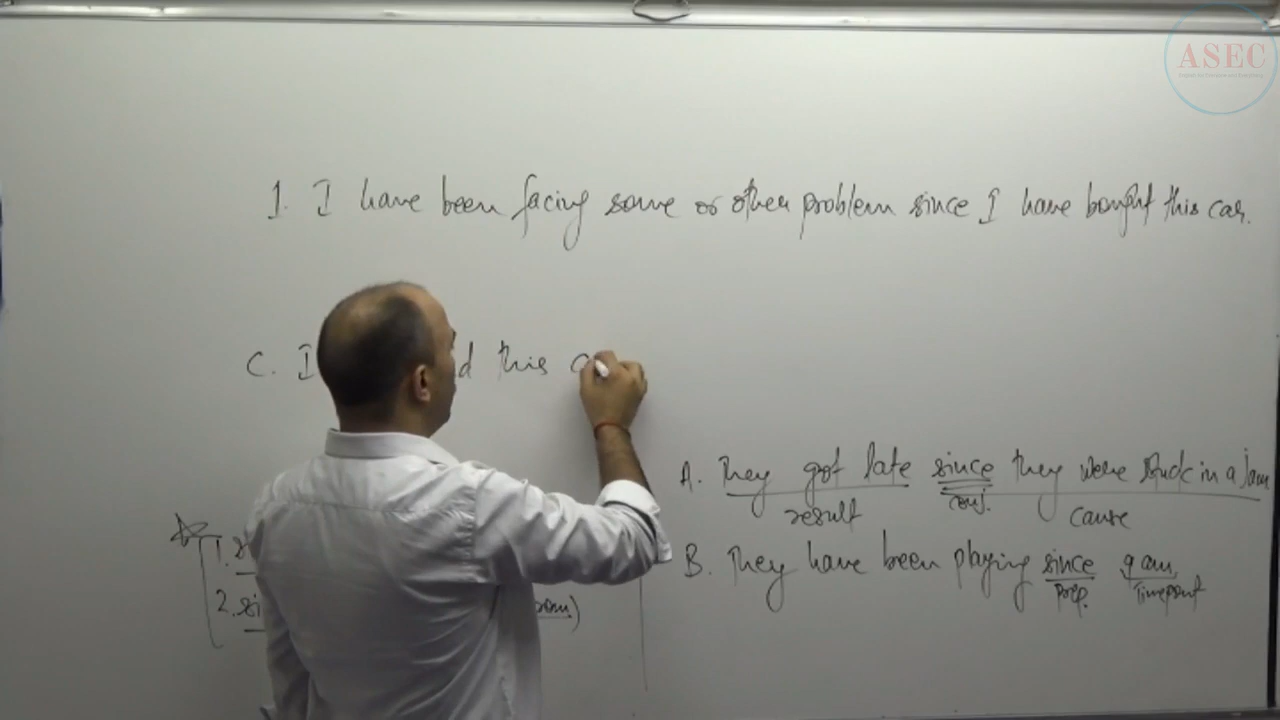 ASEC
1. I have been facing some or other problem since I have bought this car.
C. I this
A. They got late since they were stuck in a jam
result conj. cause
B. They have been playing since 9 am.
prep. timepoint
1.
2.